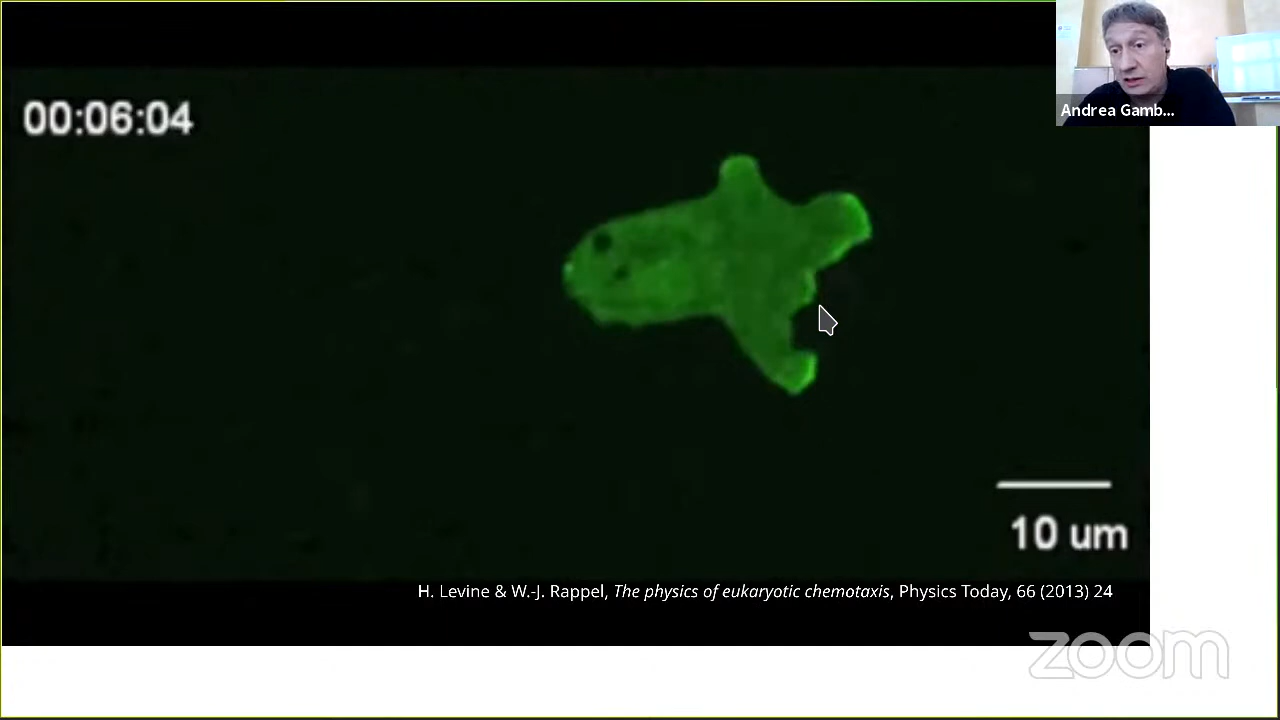 Andrea Gamb...
00:06:04
10 um
H. Levine & W.-J. Rappel, The physics of eukaryotic chemotaxis, Physics Today, 66 (2013) 24
zoom